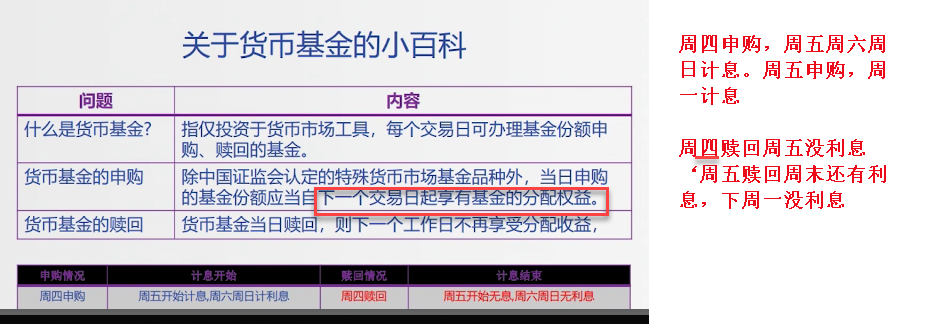 关于货币基金的小百科
问题 内容
什么是货币基金? 指仅投资于货币市场工具，每个交易日可办理基金份额申
购、赎回的基金。
货币基金的申购 除中国证监会认定的特殊货币市场基金品种外，当日申购
的基金份额应当自下一个交易日起享有基金的分配权益。
货币基金的赎回 货币基金当日赎回，则下一个工作日不再享受分配收益，
申购情况 计息开始 赎回情况 计息结束
周四申购 周五开始计息,周六周日计利息 周四赎回 周五开始无息,周六周日无利息
周四申购，周五周六周
日计息。周五申购，周
一计息
周四赎回周五没利息
‘周五赎回周末还有利
息，下周一没利息